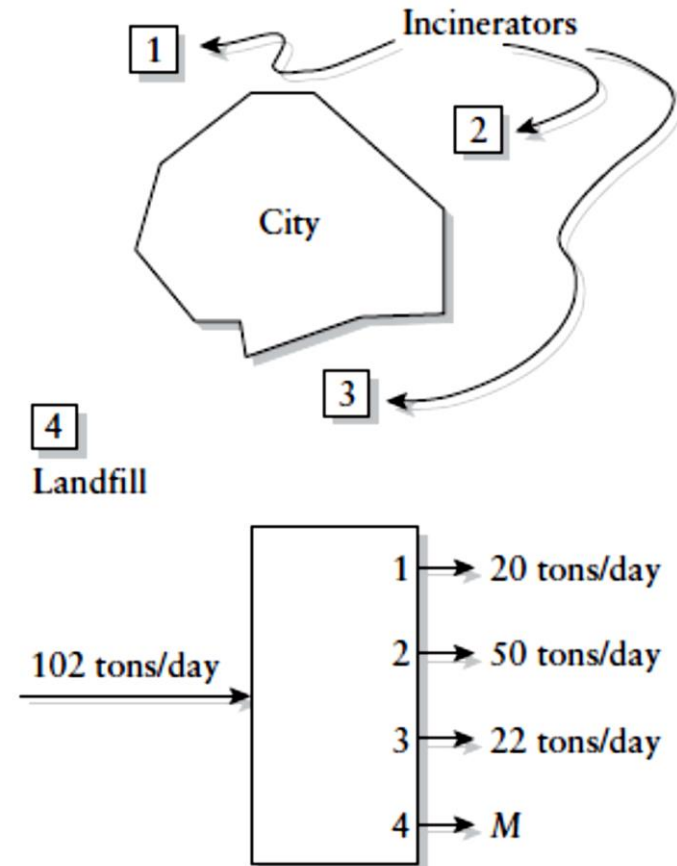 Incinerators
1
2
City
3
4
Landfill
102 tons/day
1 20 tons/day
2 50 tons/day
3 22 tons/day
4 M